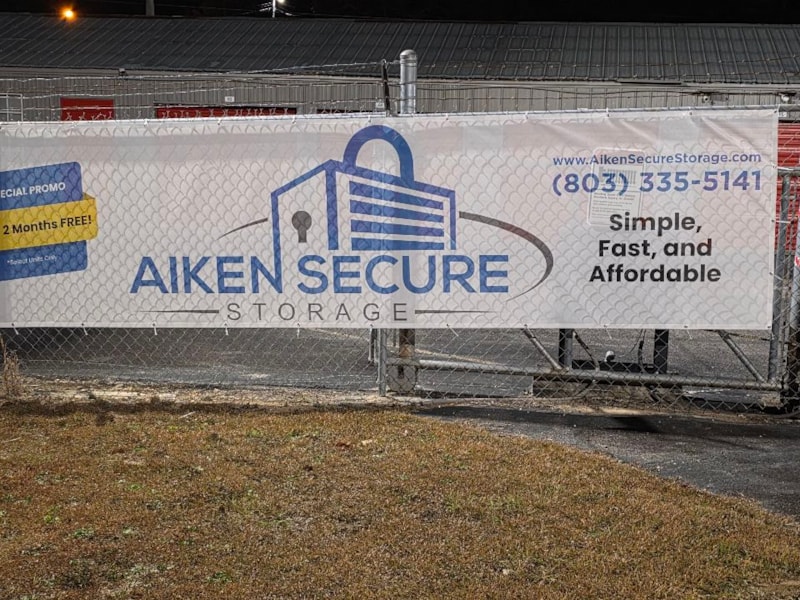 SPECIAL PROMO
2 Months FREE!
*Select Units Only
AIKEN SECURE
STORAGE
www.AikenSecureStorage.com
(803) 335-5141
Simple,
Fast, and
Affordable